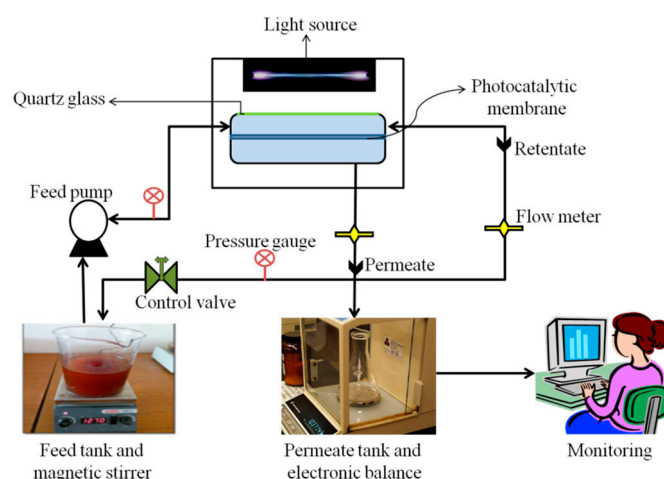 Light source
Quartz glass
Photocatalytic
membrane
Retentate
Feed pump
Flow meter
Pressure gauge
Permeate
Control valve
1270
Feed tank and
magnetic stirrer
Permeate tank and
electronic balance
Monitoring